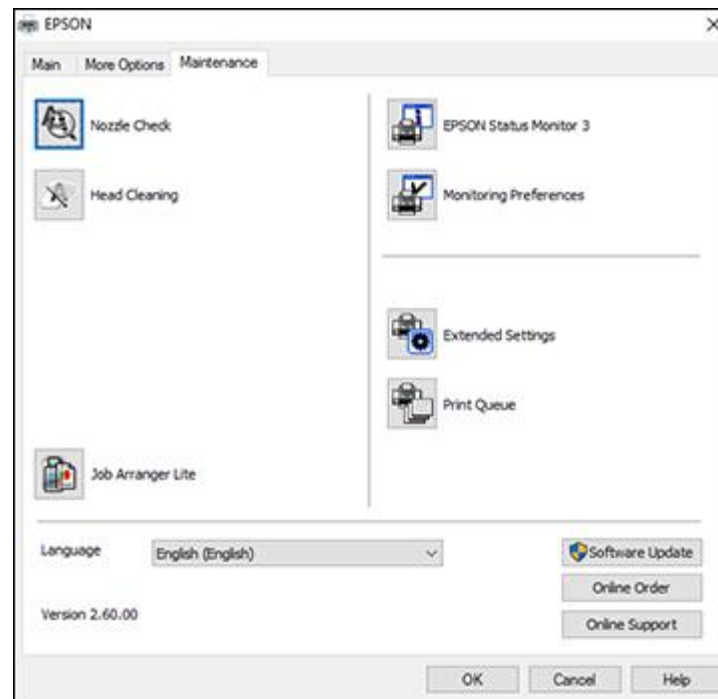 EPSON
Main More Options Maintenance
Nozzle Check
Head Cleaning
Job Arranger Lite
EPSON Status Monitor 3
Monitoring Preferences
Extended Settings
Print Queue
Language English (English)
Software Update
Online Order
Version 2.60.00
Online Support
OK Cancel Help